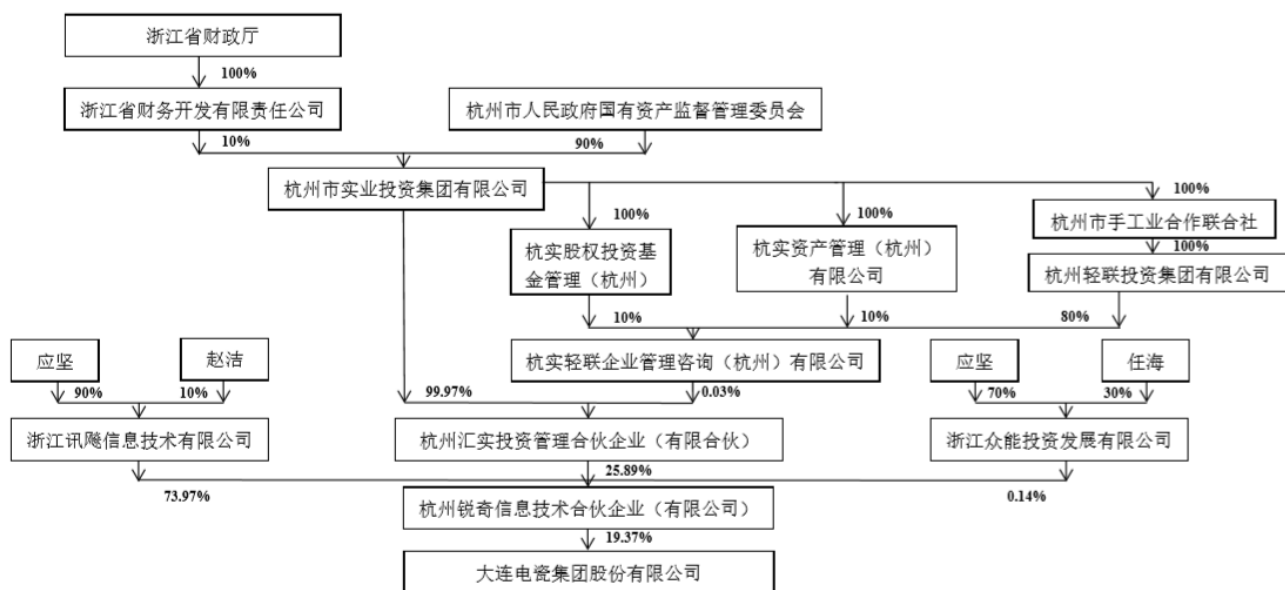 浙江省财政厅
100%
浙江省财务开发有限责任公司
杭州市人民政府国有资产监督管理委员会
10%
90%
杭州市实业投资集团有限公司
100%
100%
100%
杭州市手工业合作联合社
杭实股权投资基
金管理（杭州）
杭实资产管理（杭州）
有限公司
100%
杭州轻联投资集团有限公司
10%
10%
80%
应坚
赵洁
杭实轻联企业管理咨询（杭州）有限公司
应坚
任海
90%
10%
99.97%
0.03%
70%
30%
浙江讯飚信息技术有限公司
杭州汇实投资管理合伙企业（有限合伙）
浙江众能投资发展有限公司
73.97%
25.89%
0.14%
杭州锐奇信息技术合伙企业（有限公司）
19.37%
大连电瓷集团股份有限公司